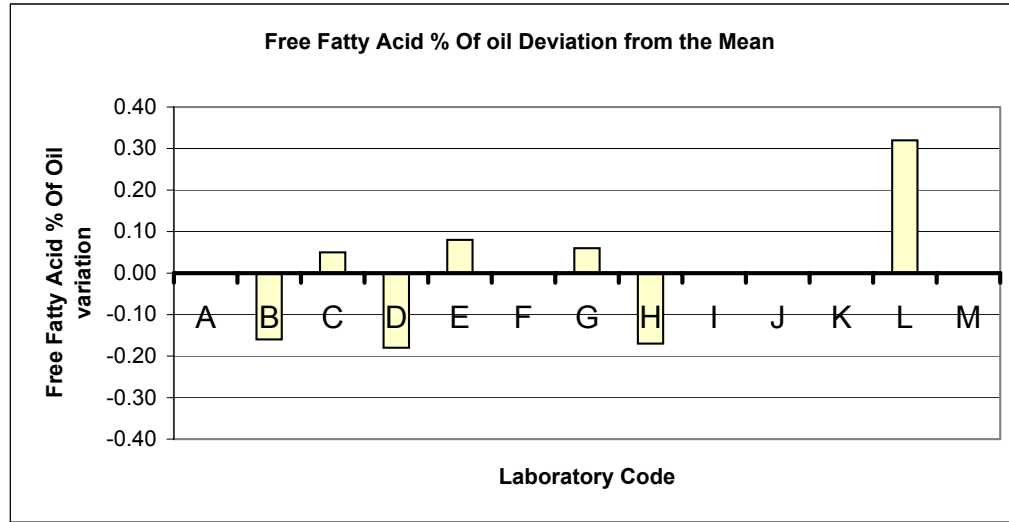 Free Fatty Acid % Of oil Deviation from the Mean
Free Fatty Acid % Of Oil
variation
0.40
0.30
0.20
0.10
0.00
-0.10
-0.20
-0.30
-0.40
A B C D E F G H I J K L M
Laboratory Code